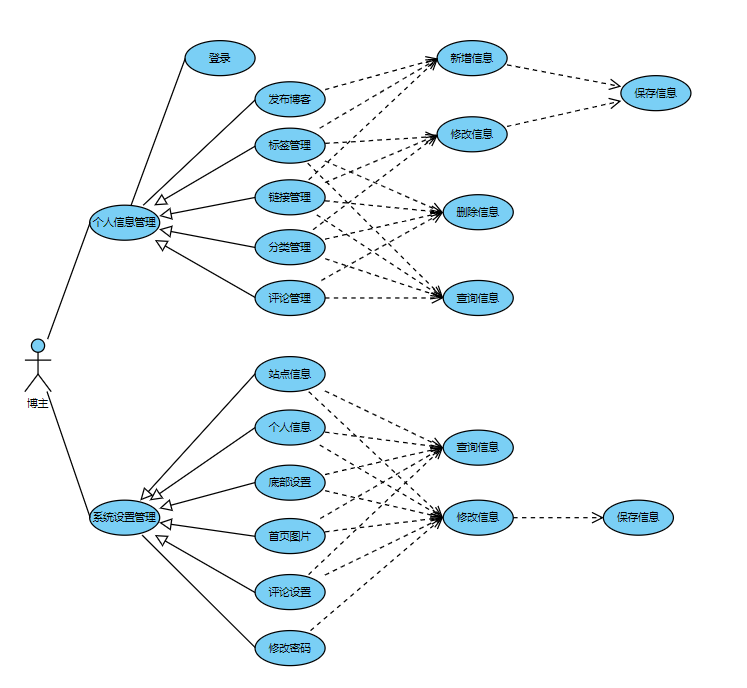 登录
新增信息
发布博客
保存信息
标签管理
修改信息
链接管理
删除信息
个人信息管理
分类管理
评论管理
查询信息
博主
站点信息
个人信息
查询信息
底部设置
系统设置管理
修改信息
保存信息
首页图片
评论设置
修改密码